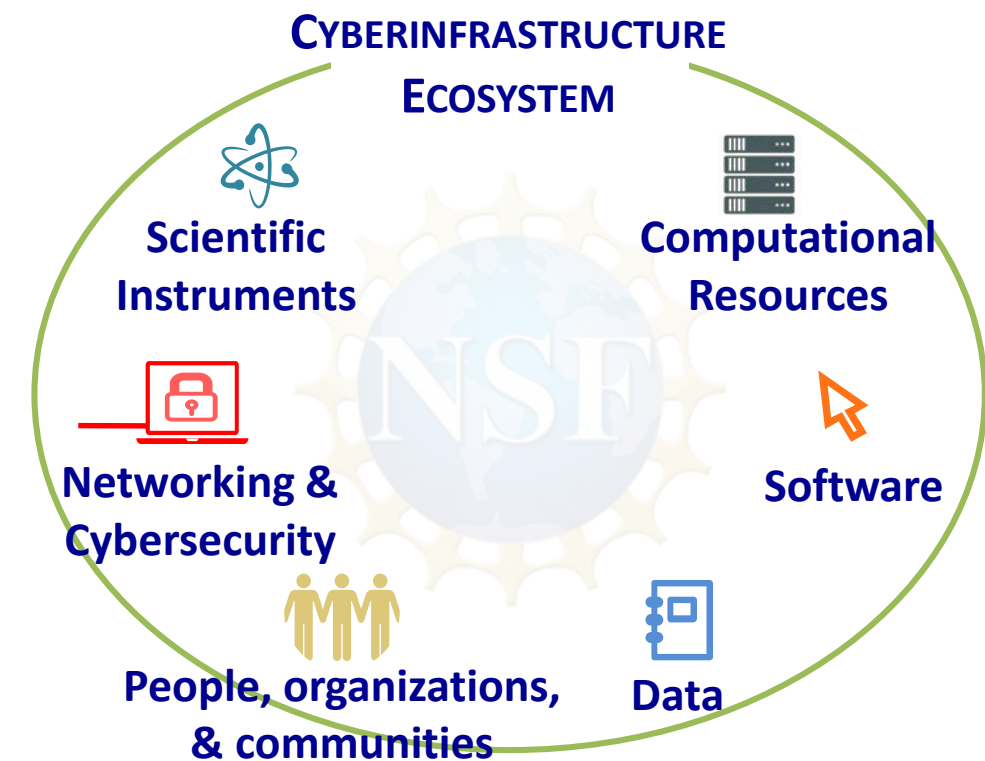 CYBERINFRASTRUCTURE
ECOSYSTEM
Scientific
Instruments
Computational
Resources
NSF
Networking &
Cybersecurity
Software
People, organizations,
& communities
Data